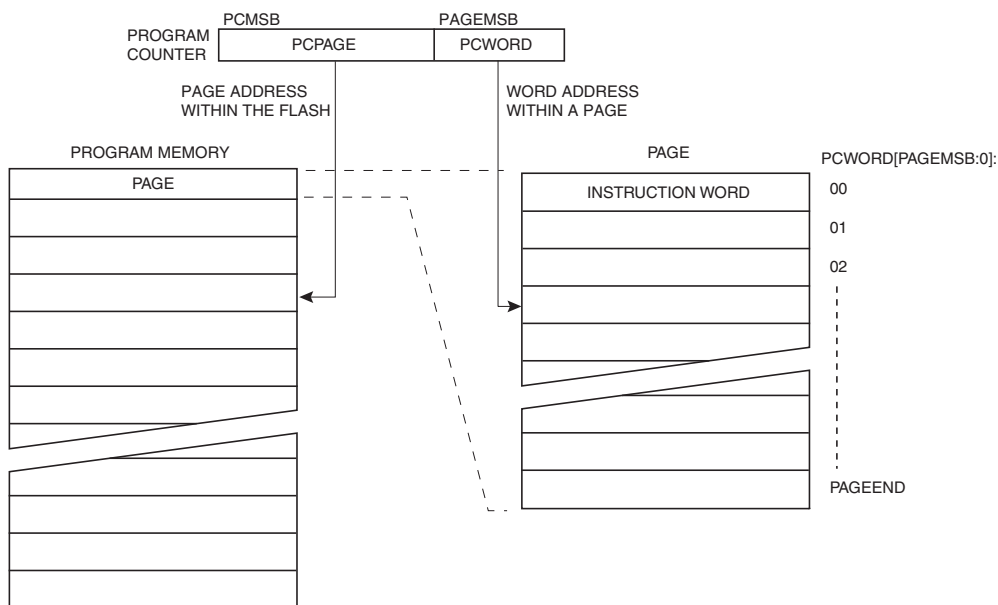 PCMSB
PAGEMSB
PROGRAM
COUNTER
PCPAGE
PCWORD
PAGE ADDRESS
WITHIN THE FLASH
WORD ADDRESS
WITHIN A PAGE
PROGRAM MEMORY
PAGE
PAGE
PCWORD[PAGEMSB:0]:
INSTRUCTION WORD
00
01
02
PAGEEND